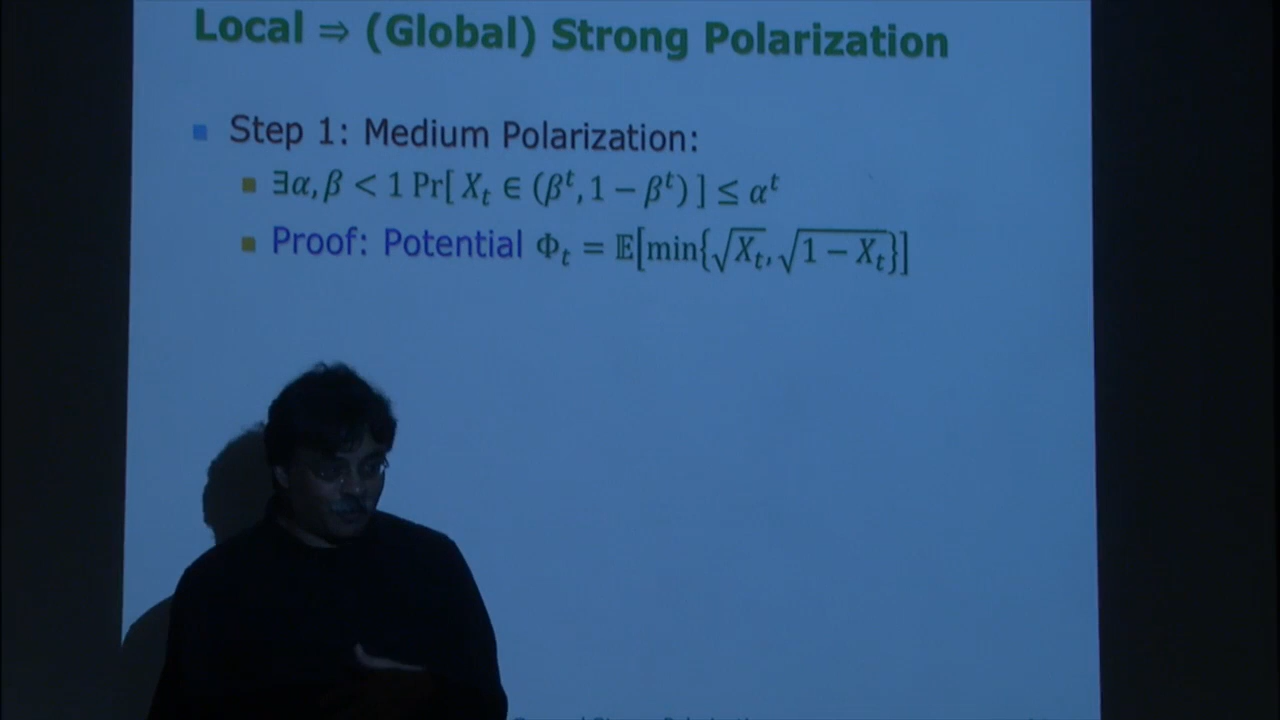 Local ⇒ (Global) Strong Polarization
Step 1: Medium Polarization:
∃α, β < 1 Pr[ X_t ∈ (β^t, 1 − β^t) ] ≤ α^t
Proof: Potential Φ_t = 𝔼[min{√X_t, √1 − X_t}]